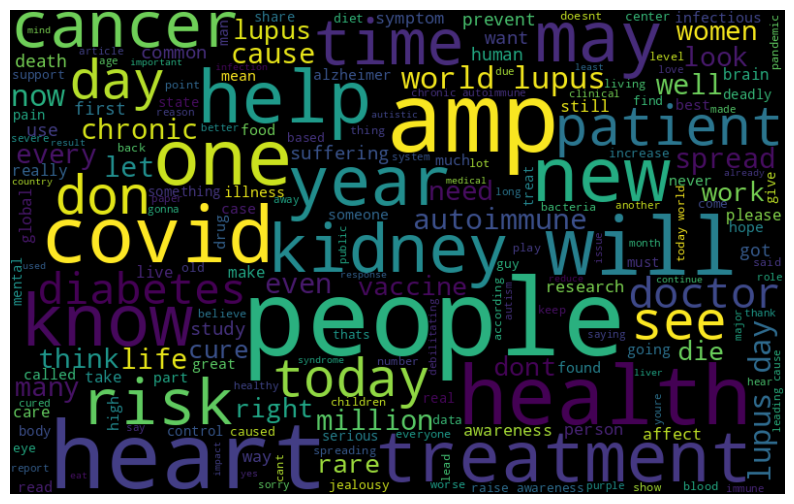 cancer
time
may
women
diet
symptom
prevent
center
infectious
share
mind
article
age
important
death
support
lupus
common
man
cause
want
human
look
pandemic
now
day
help
world lupus
level
due
least
love
well
brain
deadly
pain
first
mean
infection
alzheimer
chronic autoimmune
living
clinical
find
best
made
severe
result
use
chronic
state
reason
better
food
based
thing
autistic
still
amp
patient
every
really
let
back
suffering
system
much
lot
increase
never
already
spread
one
year
new
country
something
paper
illness
away
need
medical
long
treat
bacteria
another
come
give
work
don
global
case
drug
someone
autoimmune
please
hope
today world
covid
kidney
will
public
play
guy
issue
month
must
got
said
mental
live
old
make
response
reduce
used
diabetes
even
vaccine
research
according
autism
continue
role
doctor
know
believe
study
cure
thats
people
debilitating
keep
saying
going
see
major
thank
think
life
syndrome
number
found
die
lupus day
many
called
take
part
great
healthy
today
dont
liver
hear
leading cause
cured
care
high
say
risk
right
children
real
data
youre
health
body
control
caused
million
everyone
eye
cant
way
spreading
serious
awareness
person
affect
report
impact
heart
rare
lead
treatment
read
eat
yes
sorry
jealousy
worse
raise awareness
purple
show
blood
immune